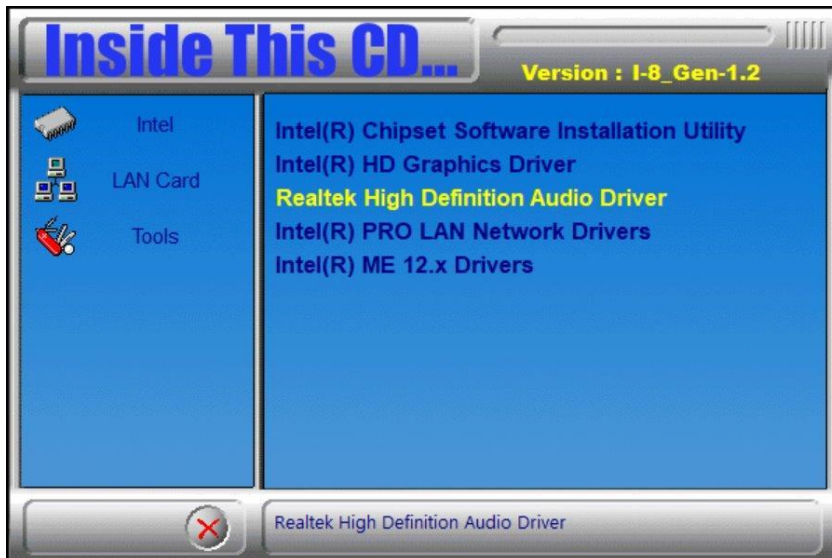 Inside This CD...
Version : I-8_Gen-1.2
Intel
LAN Card
Tools
Intel(R) Chipset Software Installation Utility
Intel(R) HD Graphics Driver
Realtek High Definition Audio Driver
Intel(R) PRO LAN Network Drivers
Intel(R) ME 12.x Drivers
Realtek High Definition Audio Driver